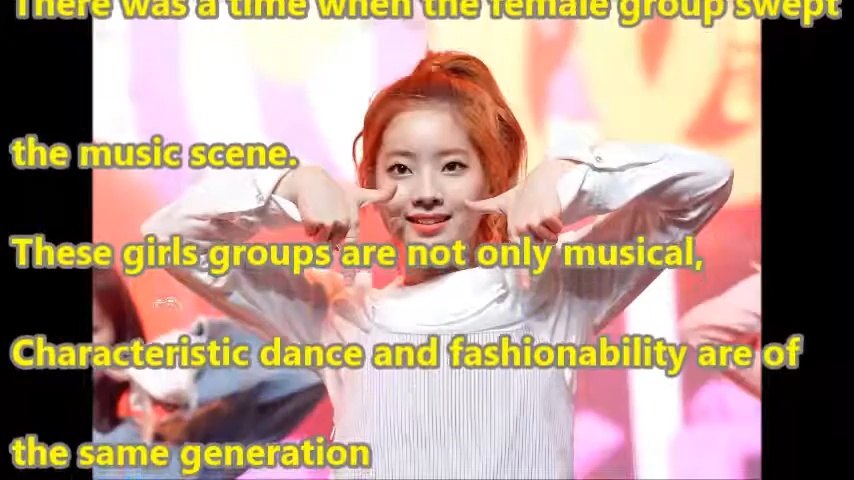 There was a time when the female group swept
the music scene.
These girls groups are not only musical,
Characteristic dance and fashionability are of
the same generation